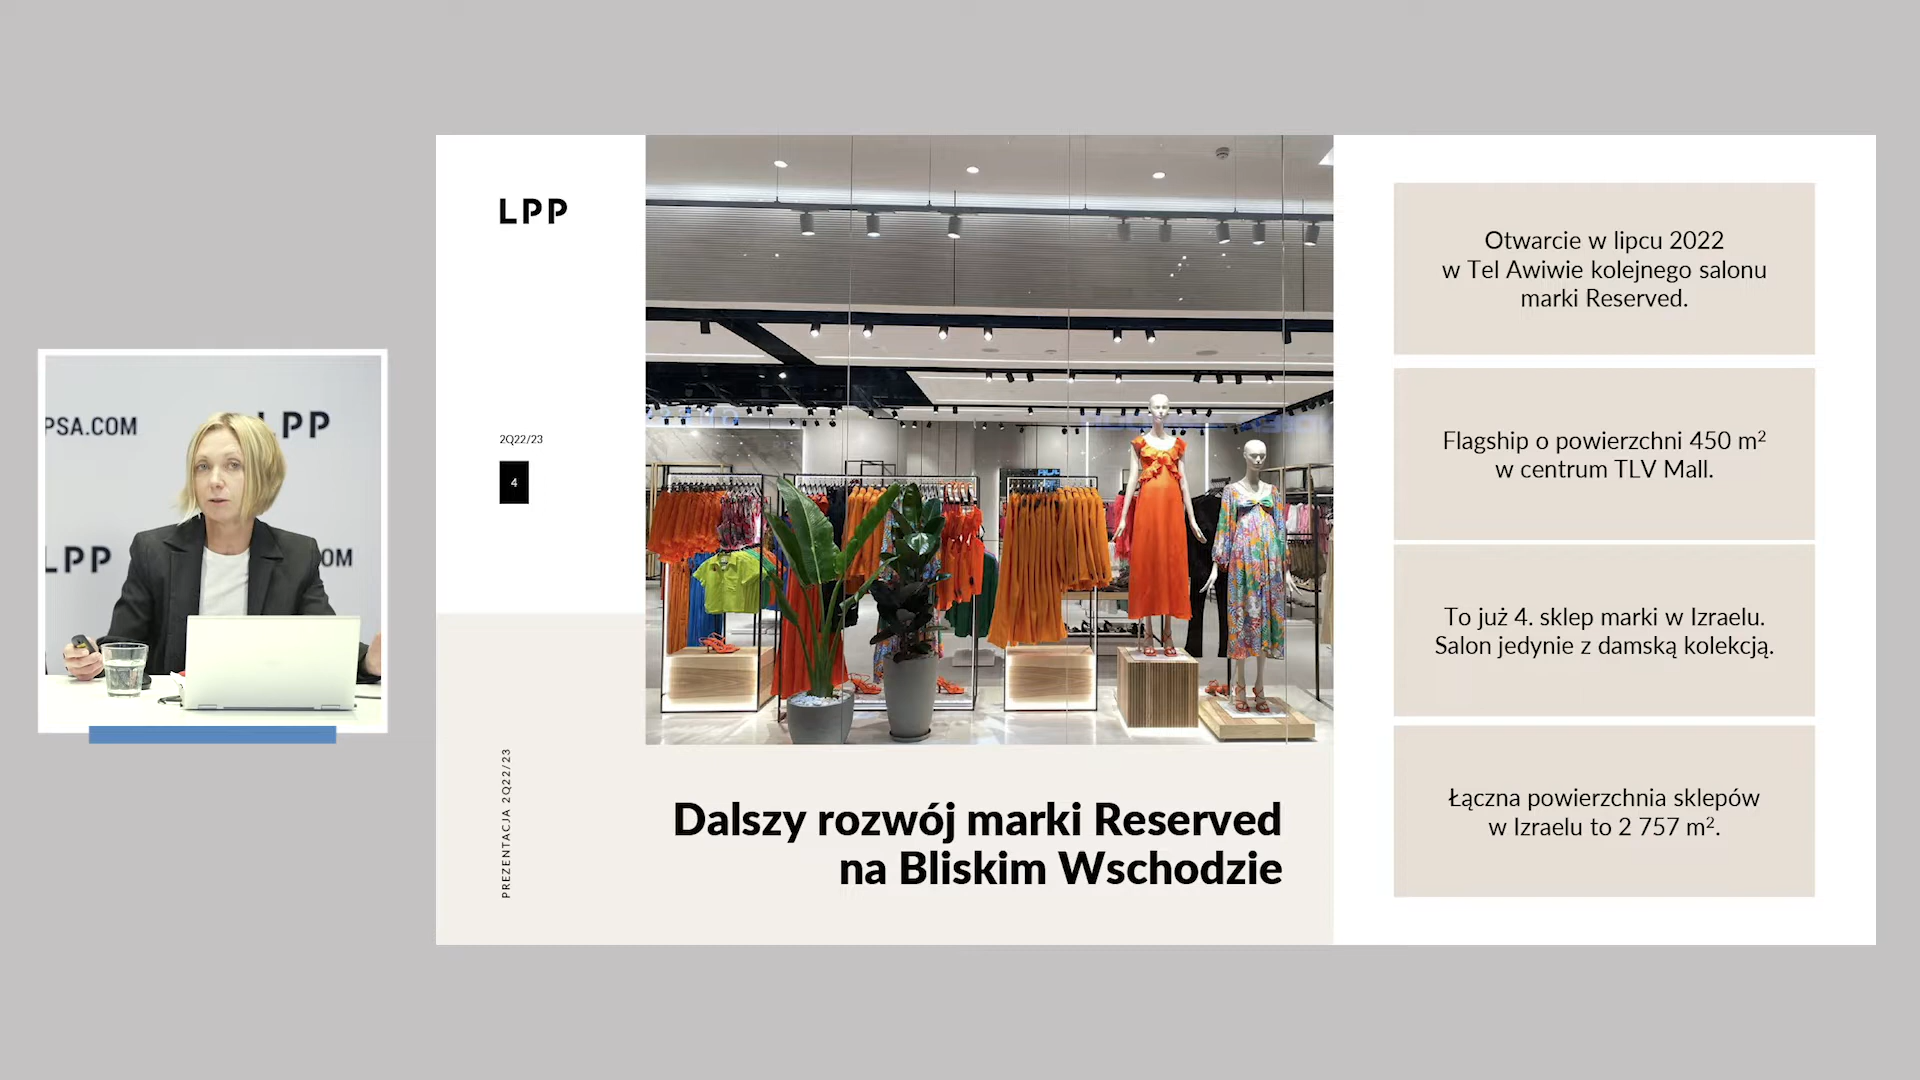 PSA.COM
LPP
LPP
OM
LPP
2Q22/23
4
PREZENTACJA 2Q22/23
Dalszy rozwój marki Reserved
na Bliskim Wschodzie
Otwarcie w lipcu 2022
w Tel Awiwie kolejnego salonu
marki Reserved.
Flagship o powierzchni 450 m²
w centrum TLV Mall.
To już 4. sklep marki w Izraelu.
Salon jedynie z damską kolekcją.
Łączna powierzchnia sklepów
w Izraelu to 2 757 m².